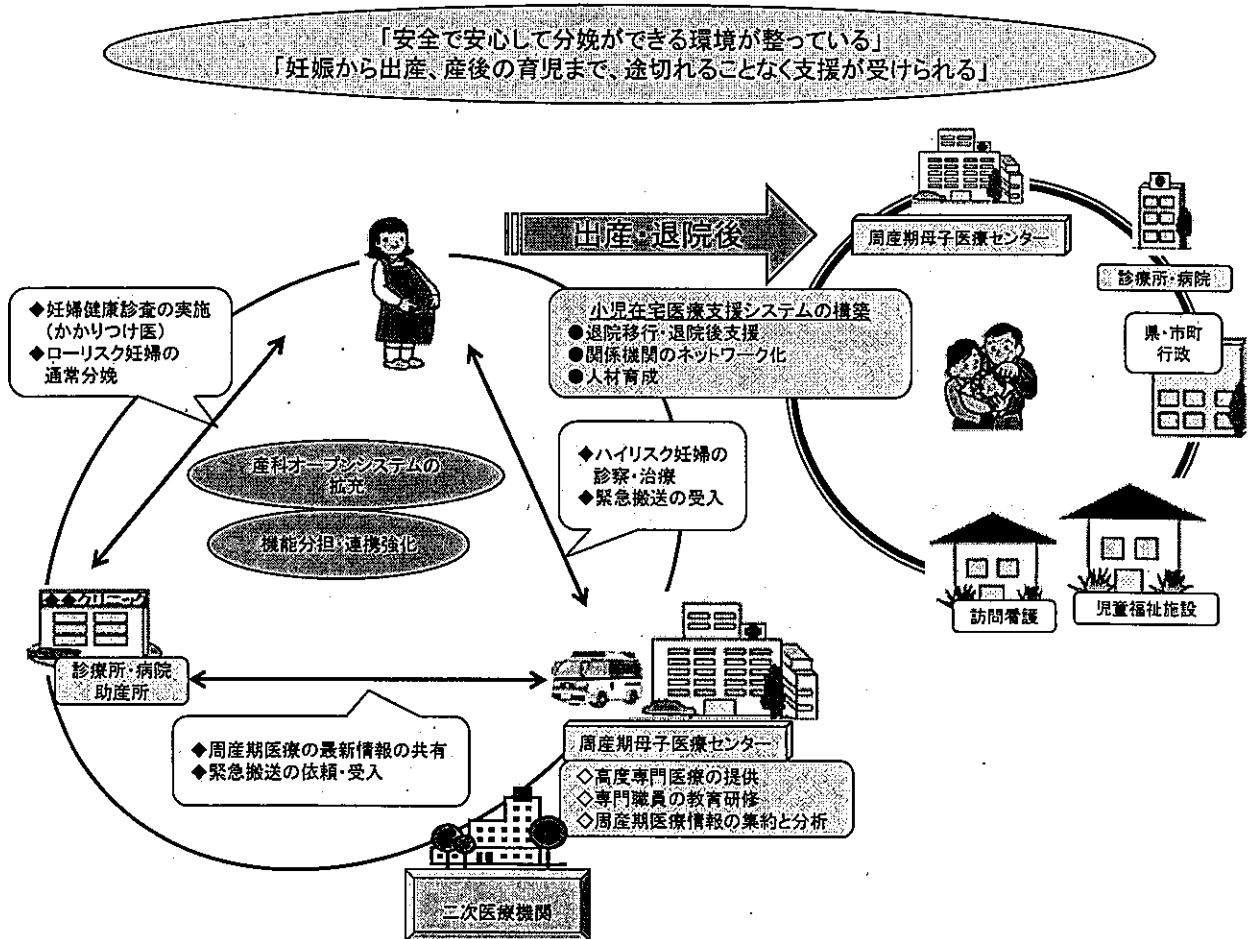 「安全で安心して分娩ができる環境が整っている」
「妊娠から出産、産後の育児まで、途切れることなく支援が受けられる」
出産・退院後
周産期母子医療センター
診療所・病院
県・市町
行政
児童福祉施設
訪問看護
小児在宅医療支援システムの構築
●退院移行・退院後支援
●関係機関のネットワーク化
●人材育成
◆妊婦健康診査の実施
(かかりつけ医)
◆ローリスク妊婦の
通常分娩
産科オープンシステムの
拡充
機能分担・連携強化
◆ハイリスク妊婦の
診察・治療
◆緊急搬送の受入
◆◆クリニック
診療所・病院
助産所
◆周産期医療の最新情報の共有
◆緊急搬送の依頼・受入
周産期母子医療センター
◇高度専門医療の提供
◇専門職員の教育研修
◇周産期医療情報の集約と分析
二次医療機関